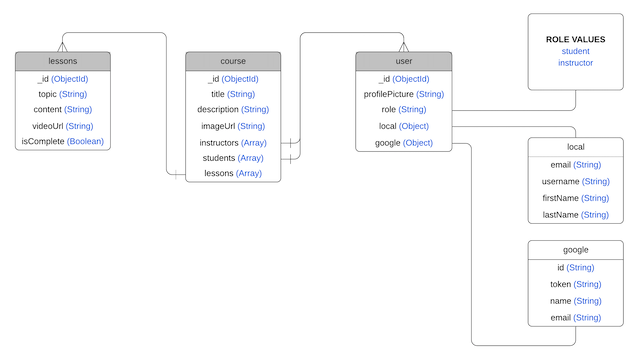 lessons
_id (ObjectId)
topic (String)
content (String)
videoUrl (String)
isComplete (Boolean)
course
_id (ObjectId)
title (String)
description (String)
imageUrl (String)
instructors (Array)
students (Array)
lessons (Array)
user
_id (ObjectId)
profilePicture (String)
role (String)
local (Object)
google (Object)
ROLE VALUES
student
instructor
local
email (String)
username (String)
firstName (String)
lastName (String)
google
id (String)
token (String)
name (String)
email (String)